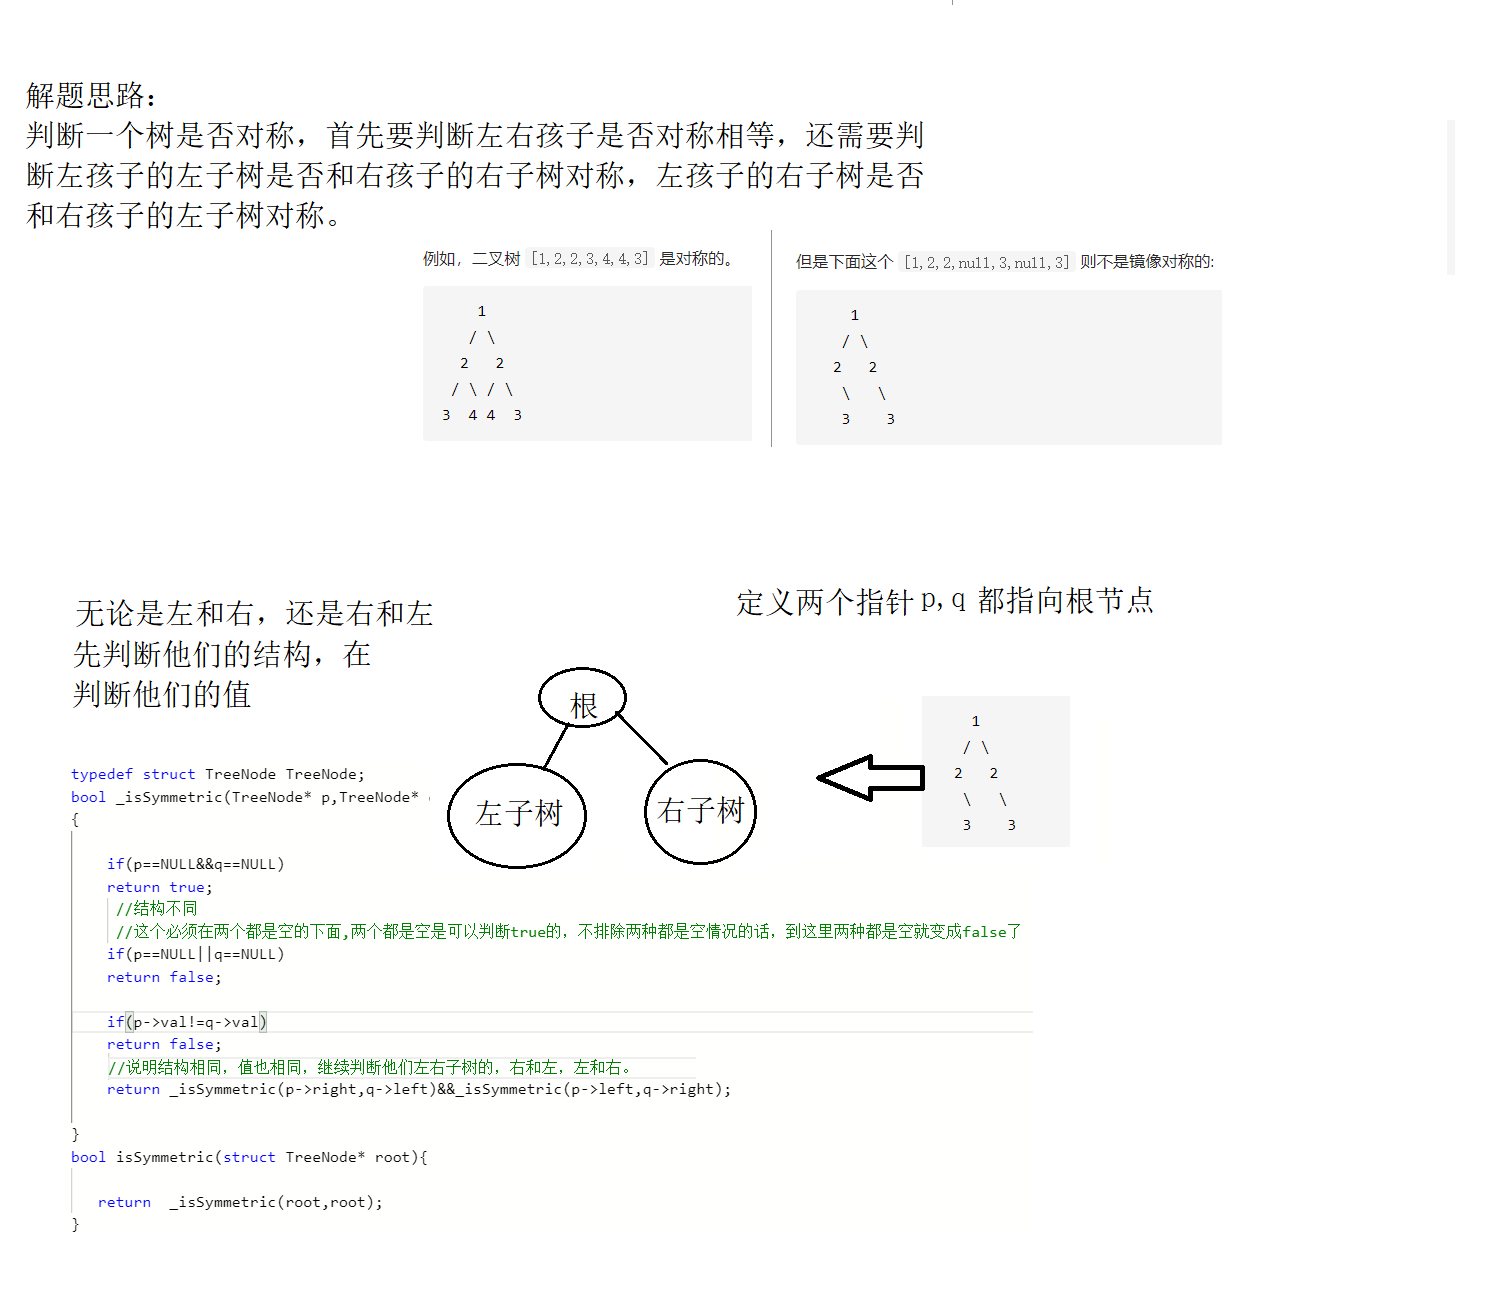 解题思路：
判断一个树是否对称，首先要判断左右孩子是否对称相等，还需要判
断左孩子的左子树是否和右孩子的右子树对称，左孩子的右子树是否
和右孩子的左子树对称。
例如，二叉树 [1,2,2,3,4,4,3] 是对称的。
1
/ \
2 2
/ \ / \
3 4 4 3
但是下面这个 [1,2,2,null,3,null,3] 则不是镜像对称的:
1
/ \
2 2
\ \
3 3
无论是左和右，还是右和左
先判断他们的结构，在
判断他们的值
定义两个指针 p,q 都指向根节点
根
左子树
右子树
1
/ \
2 2
\ \
3 3
typedef struct TreeNode TreeNode;
bool _isSymmetric(TreeNode* p,TreeNode*
{
if(p==NULL&&q==NULL)
return true;
//结构不同
//这个必须在两个都是空的下面,两个都是空是可以判断true的，不排除两种都是空情况的话，到这里两种都是空就变成false了
if(p==NULL||q==NULL)
return false;
if(p->val!=q->val)
return false;
//说明结构相同，值也相同，继续判断他们左右子树的，右和左，左和右。
return _isSymmetric(p->right,q->left)&&_isSymmetric(p->left,q->right);
}
bool isSymmetric(struct TreeNode* root){
return _isSymmetric(root,root);
}